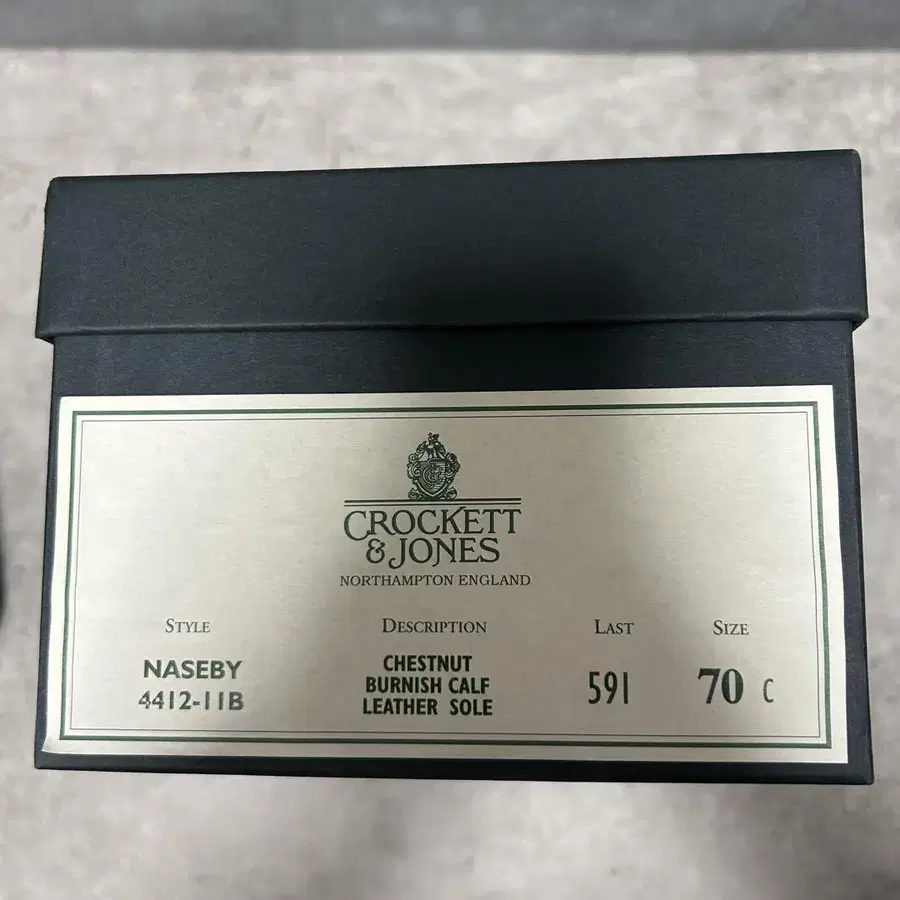 CROCKETT
& JONES
NORTHAMPTON ENGLAND
STYLE DESCRIPTION LAST SIZE
NASEBY
4412-11B
CHESTNUT
BURNISH CALF
LEATHER SOLE
591
70 C